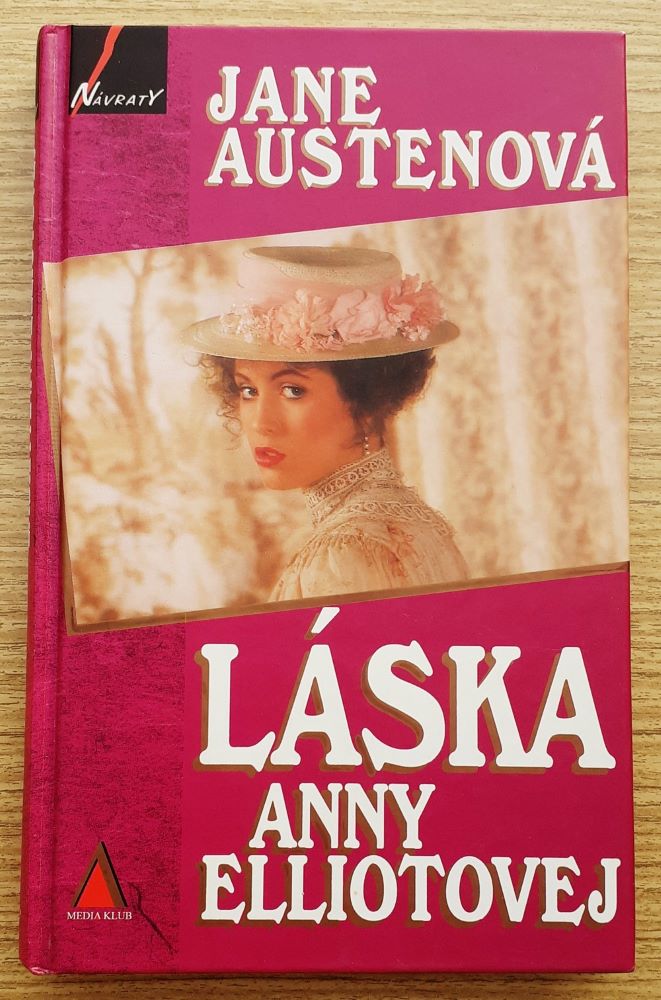 NÁVRATY
JANE
AUSTENOVÁ
LÁSKA
ANNY
ELLIOTOVEJ
MEDIA KLUB